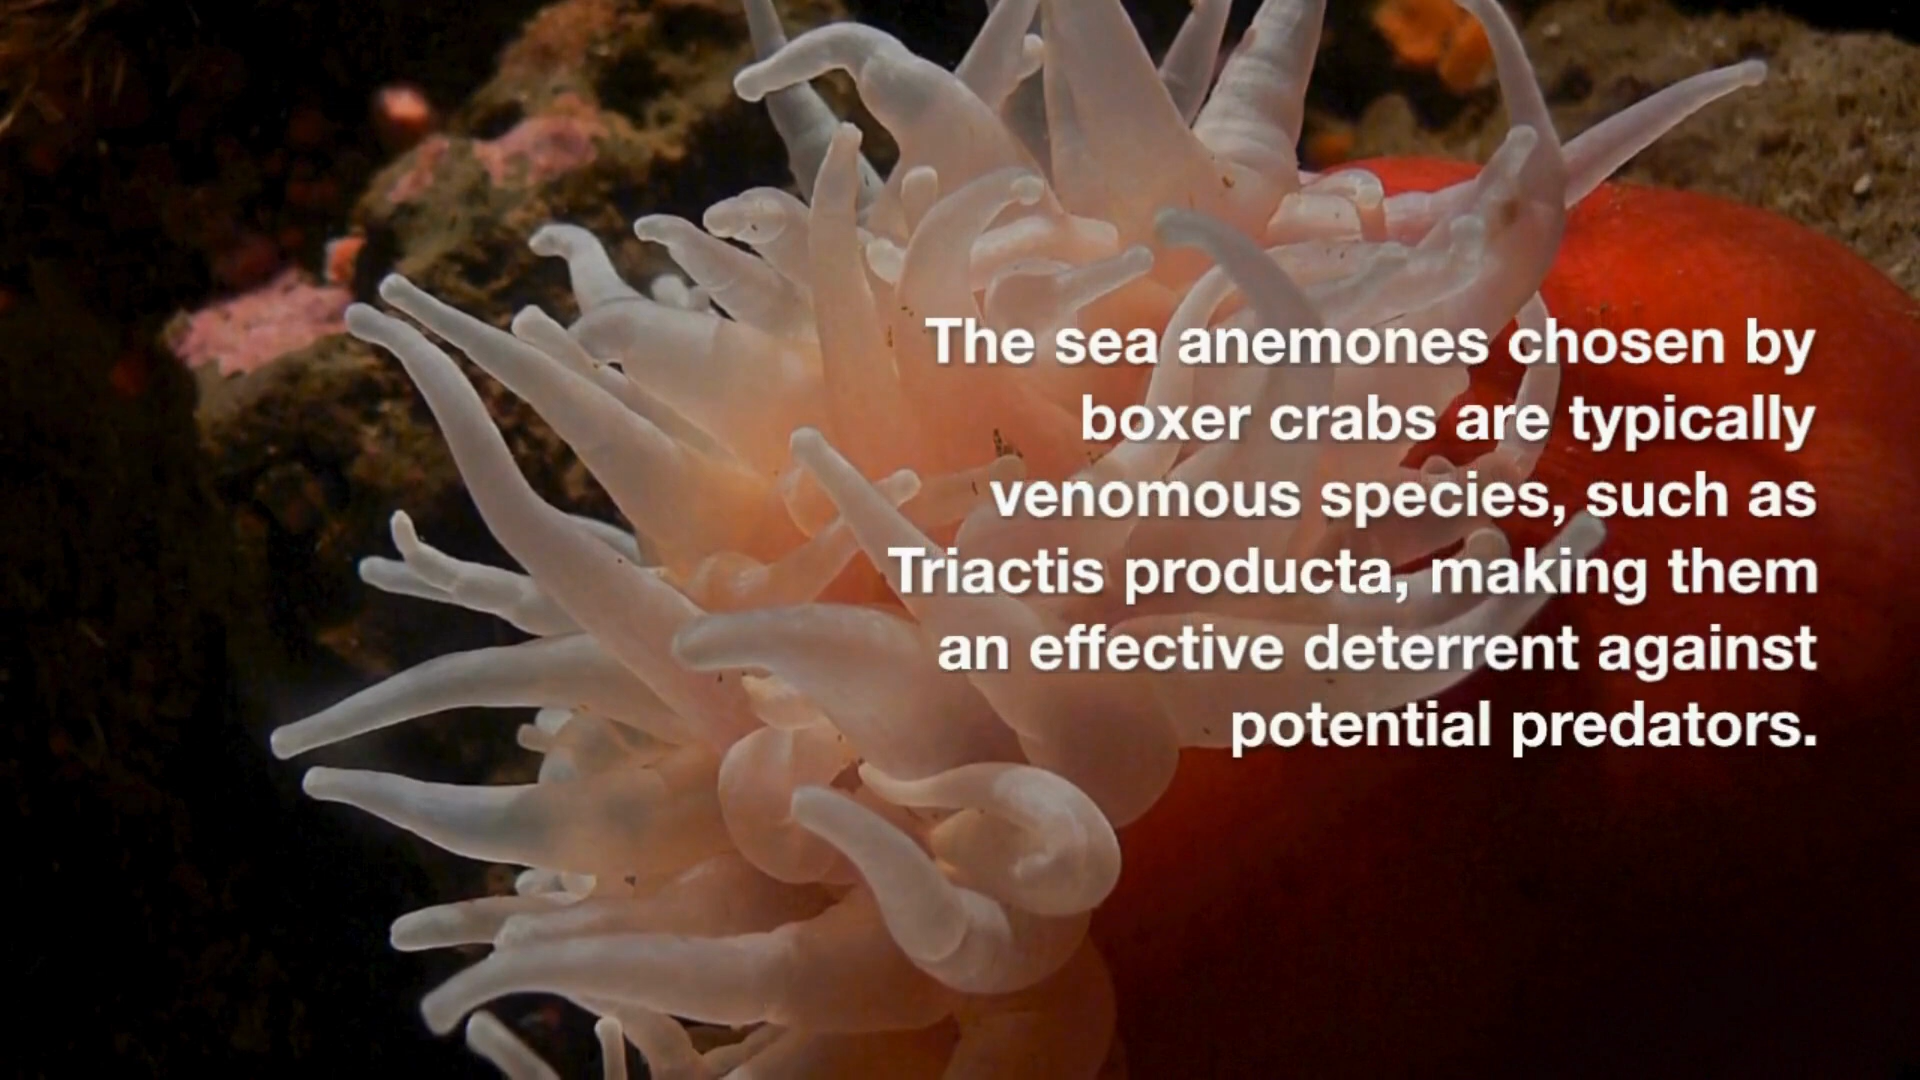 The sea anemones chosen by
boxer crabs are typically
venomous species, such as
Triactis producta, making them
an effective deterrent against
potential predators.